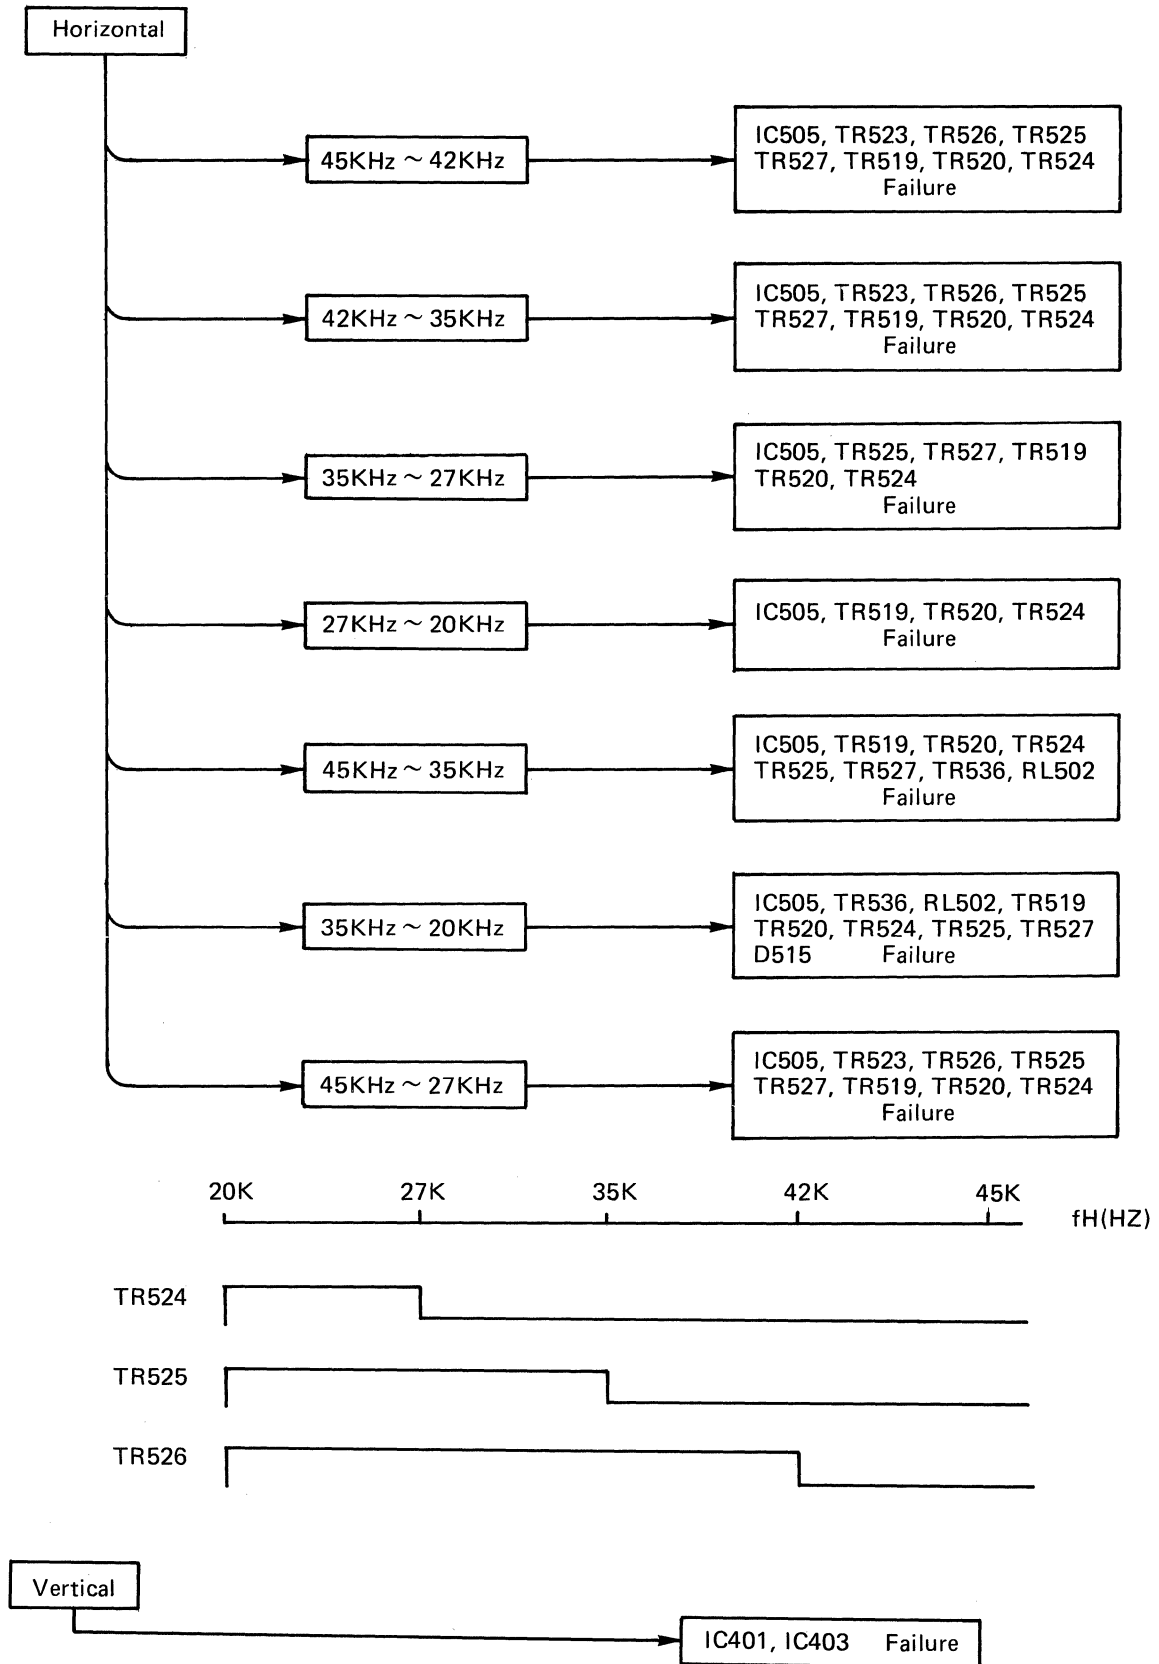 Horizontal
45KHz ~ 42KHz
IC505, TR523, TR526, TR525
TR527, TR519, TR520, TR524
Failure
42KHz ~ 35KHz
IC505, TR523, TR526, TR525
TR527, TR519, TR520, TR524
Failure
35KHz ~ 27KHz
IC505, TR525, TR527, TR519
TR520, TR524
Failure
27KHz ~ 20KHz
IC505, TR519, TR520, TR524
Failure
45KHz ~ 35KHz
IC505, TR519, TR520, TR524
TR525, TR527, TR536, RL502
Failure
35KHz ~ 20KHz
IC505, TR536, RL502, TR519
TR520, TR524, TR525, TR527
D515 Failure
45KHz ~ 27KHz
IC505, TR523, TR526, TR525
TR527, TR519, TR520, TR524
Failure
20K 27K 35K 42K 45K
fH(HZ)
TR524
TR525
TR526
Vertical
IC401, IC403 Failure